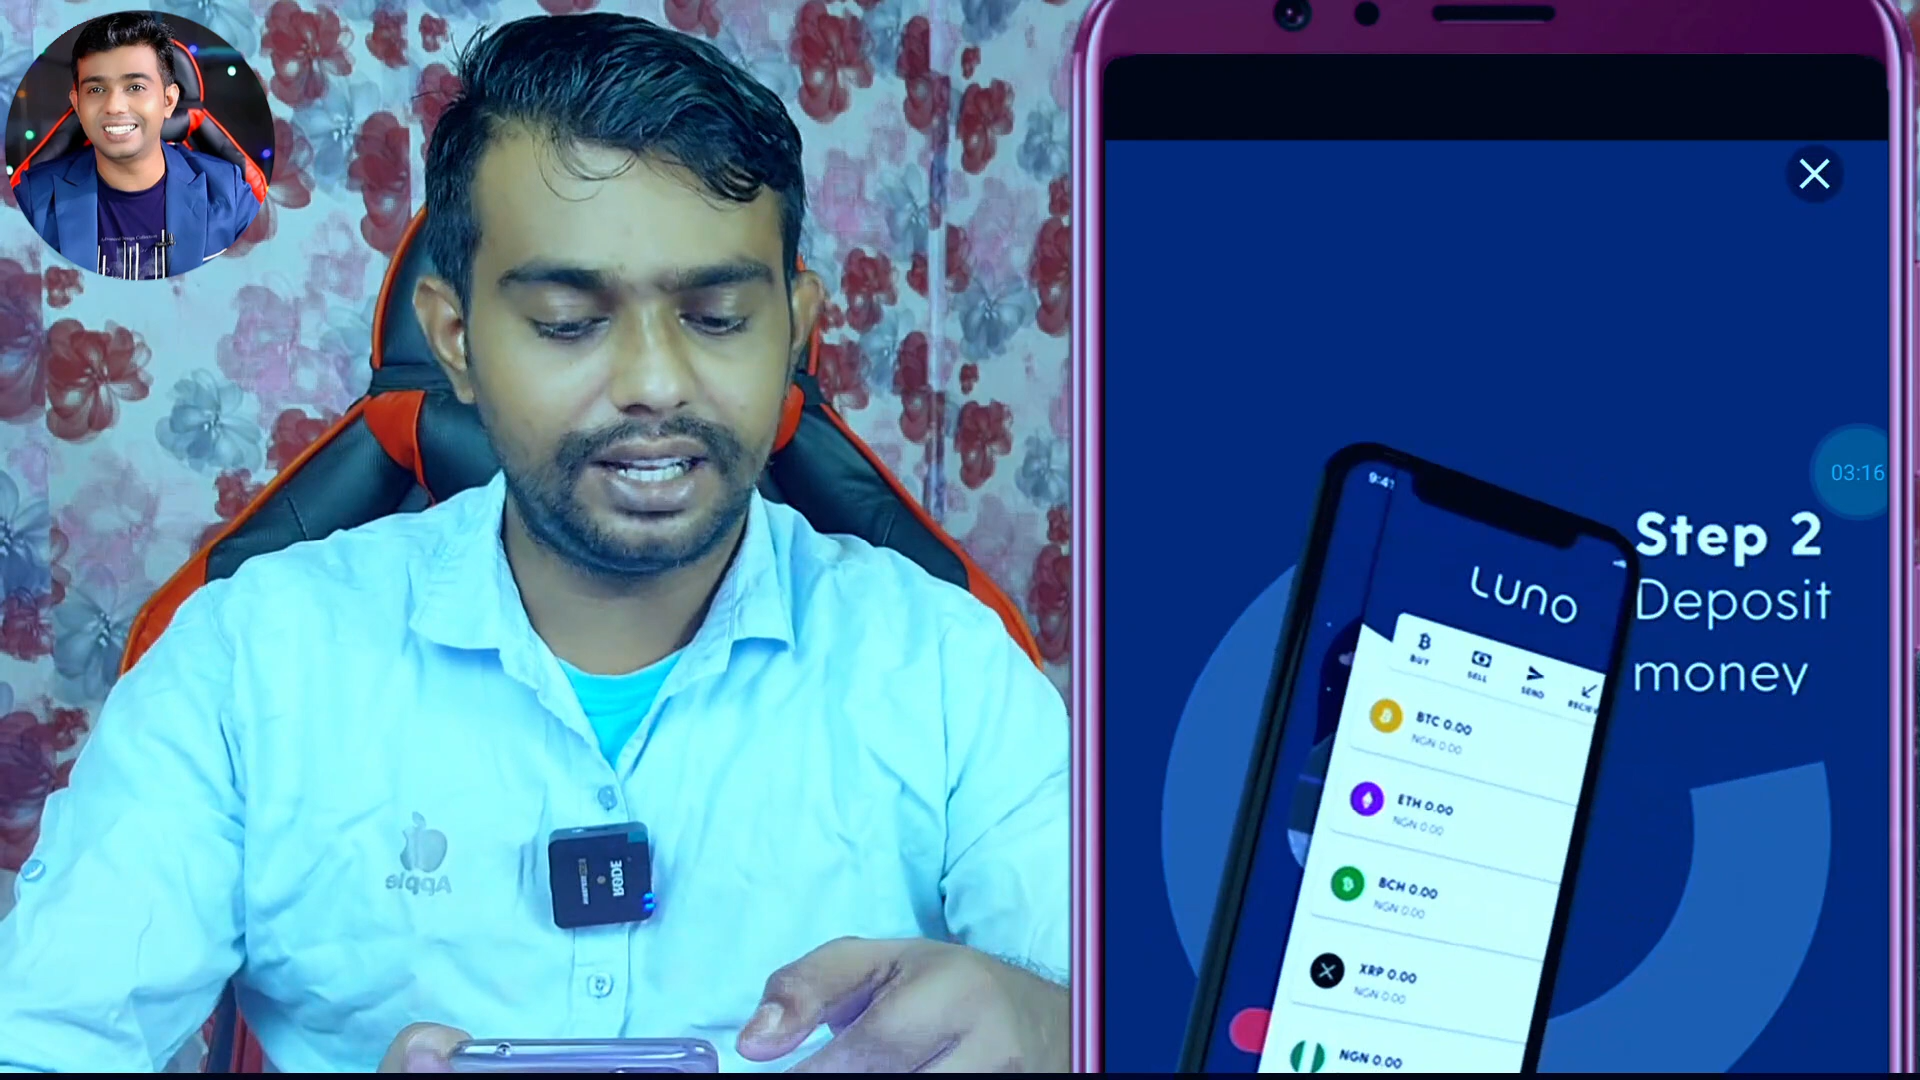 03:16
Step 2
Deposit
money
9:41
LUNO
BUY
SELL
SEND
BTC 0.00
NGN 0.00
ETH 0.00
NGN 0.00
BCH 0.00
NGN 0.00
XRP 0.00
NGN 0.00
NGN 0.00
Apple
RODE